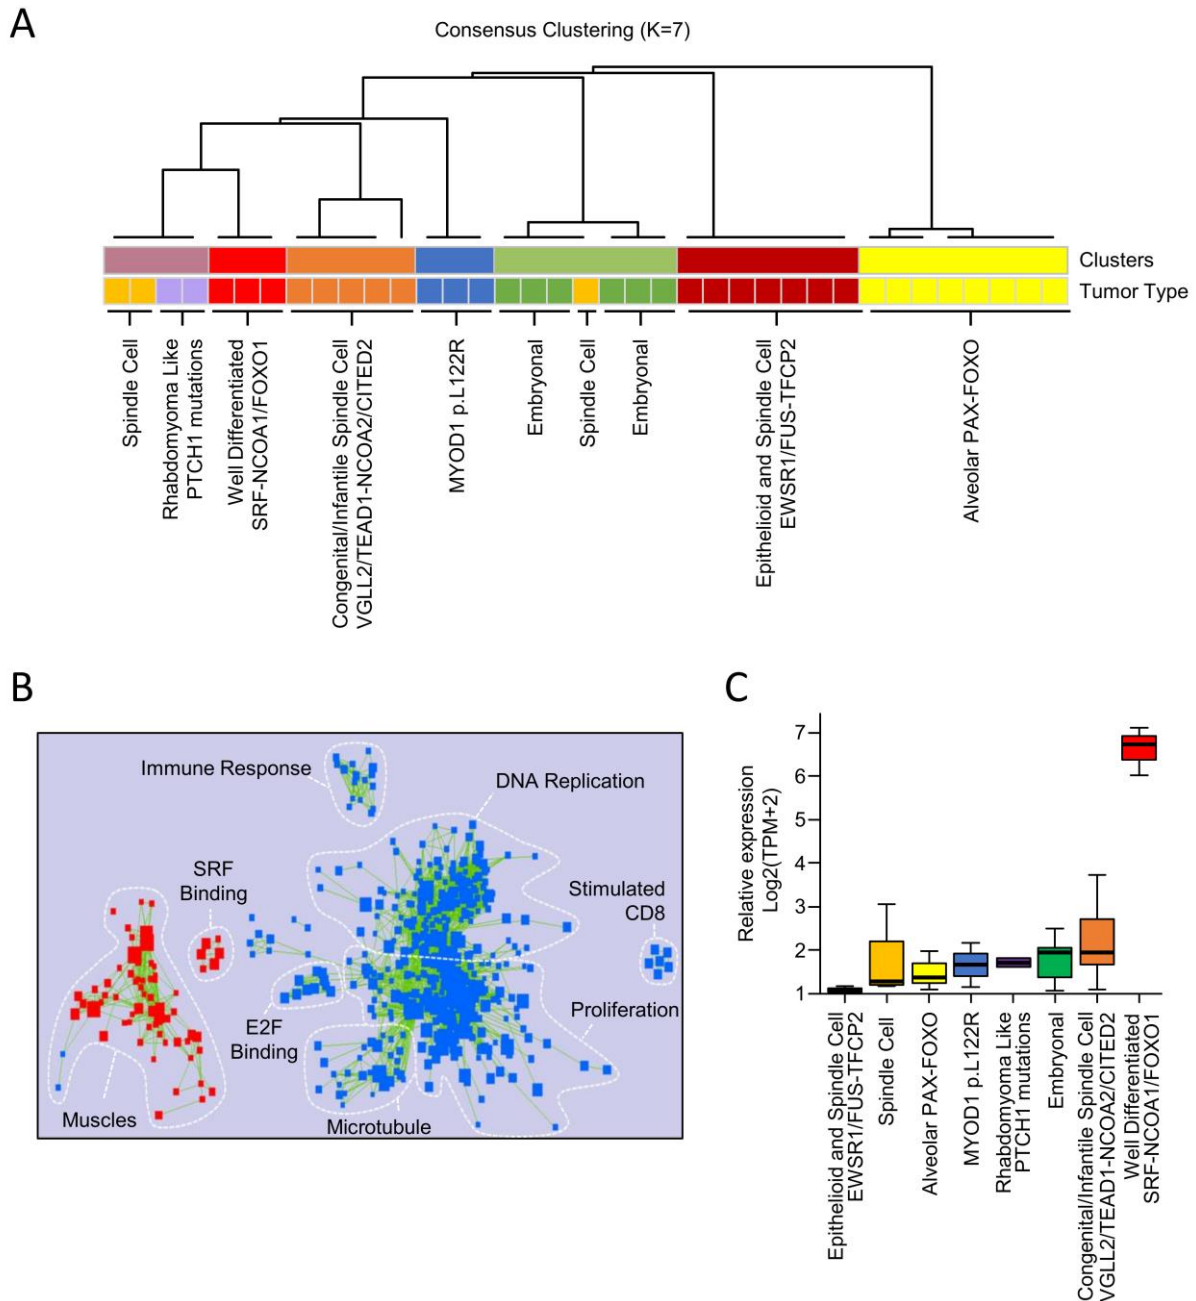 A
Consensus Clustering (K=7)
Clusters
Tumor Type
Spindle Cell
Rhabdomyoma Like
PTCH1 mutations
Well Differentiated
SRF-NCOA1/FOXO1
Congenital/Infantile Spindle Cell
VGLL2/TEAD1-NCOA2/CITED2
MYOD1 p.L122R
Embryonal
Spindle Cell
Embryonal
Epithelioid and Spindle Cell
EWSR1/FUS-TFCP2
Alveolar PAX-FOXO
B
Immune Response
DNA Replication
SRF
Binding
Stimulated
CD8
E2F
Binding
Proliferation
Muscles
Microtubule
C
Relative expression
Log2(TPM+2)
7
6
5
4
3
2
1
Epithelioid and Spindle Cell
EWSR1/FUS-TFCP2
Spindle Cell
Alveolar PAX-FOXO
MYOD1 p.L122R
Rhabdomyoma Like
PTCH1 mutations
Embryonal
Congenital/Infantile Spindle Cell
VGLL2/TEAD1-NCOA2/CITED2
Well Differentiated
SRF-NCOA1/FOXO1